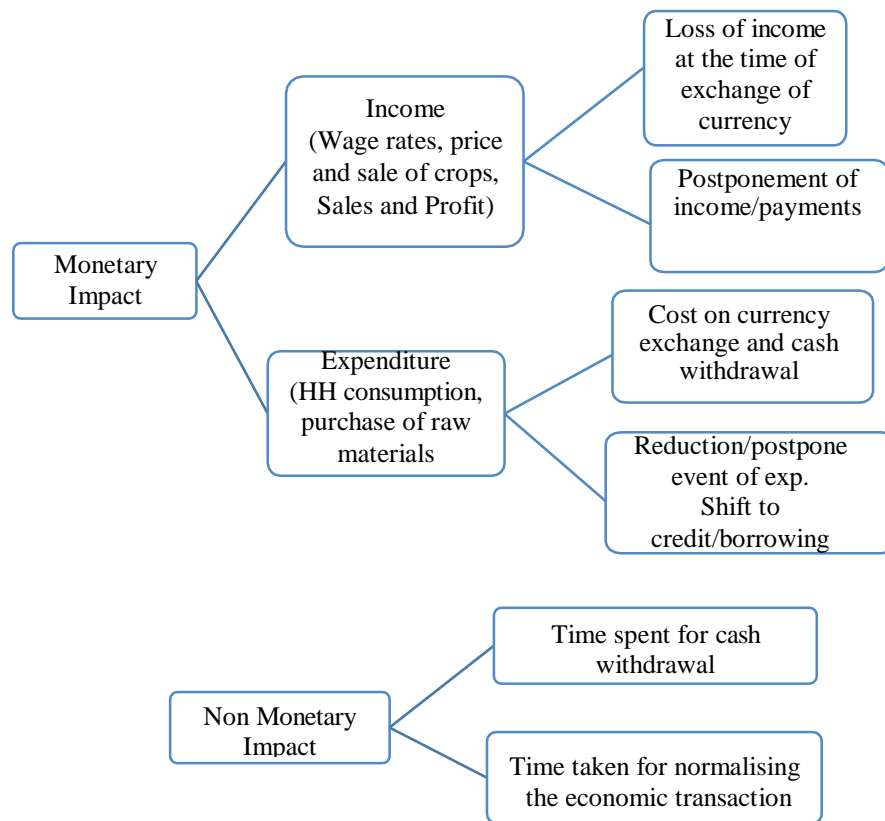 Loss of income
at the time of
exchange of
currency
Income
(Wage rates, price
and sale of crops,
Sales and Profit)
Postponement of
income/payments
Monetary
Impact
Cost on currency
exchange and cash
withdrawal
Expenditure
(HH consumption,
purchase of raw
materials
Reduction/postpone
event of exp.
Shift to
credit/borrowing
Time spent for cash
withdrawal
Non Monetary
Impact
Time taken for normalising
the economic transaction